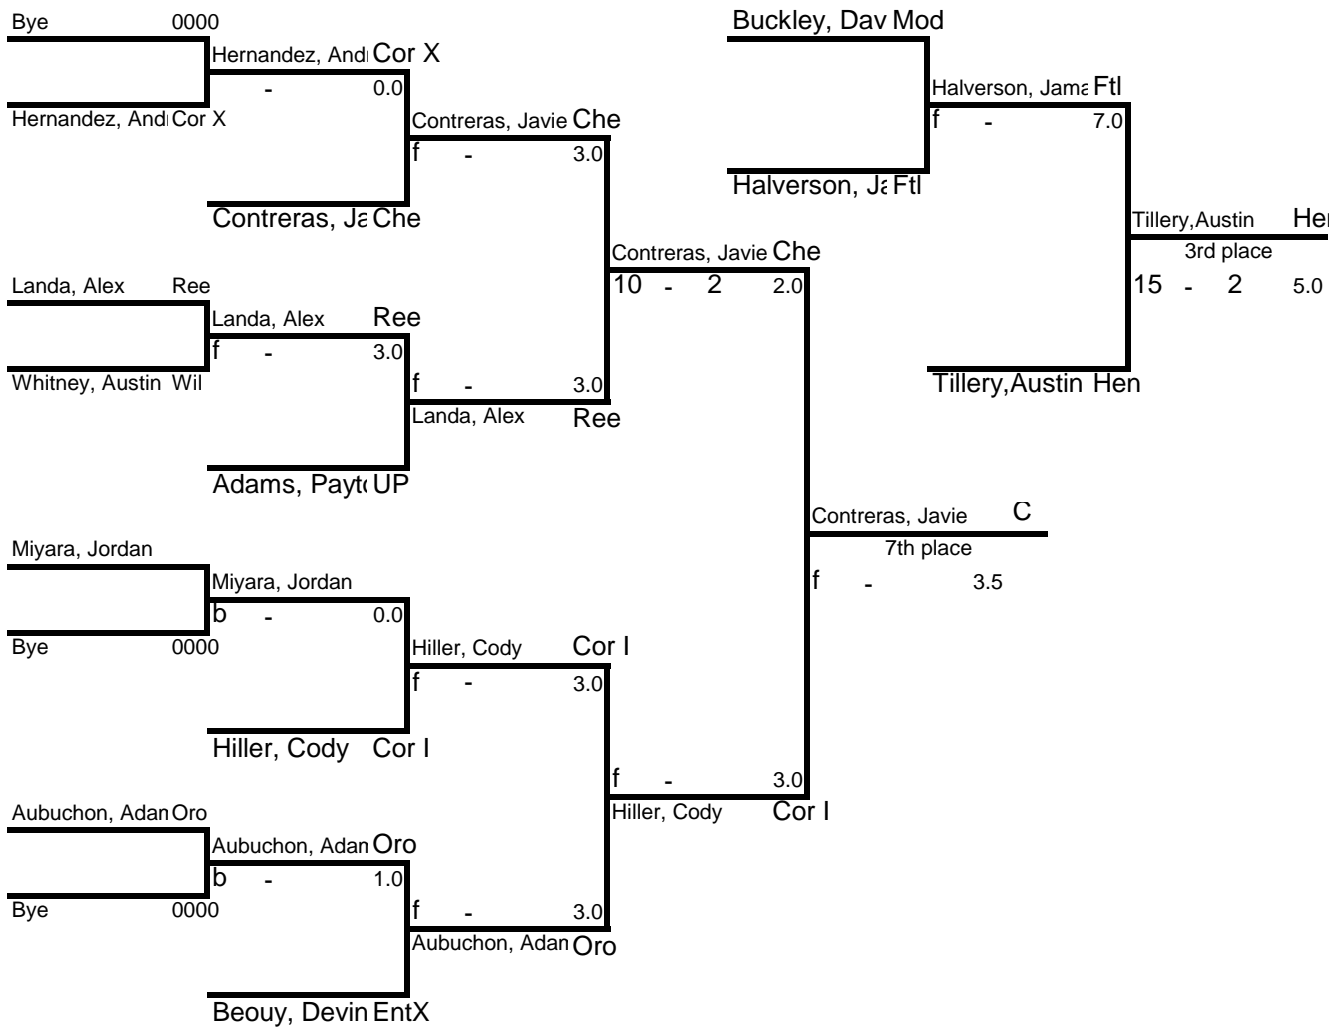 Bye 0000
Hernandez, And Cor X
- 0.0
Hernandez, And Cor X
Contreras, Javie Che
f - 3.0
Contreras, Ja Che
Contreras, Javie Che
10 - 2 2.0
Landa, Alex Ree
Landa, Alex Ree
f - 3.0
Whitney, Austin Wil
f - 3.0
Landa, Alex Ree
Adams, Payt UP
Contreras, Javie C
7th place
f - 3.5
Miyara, Jordan
Miyara, Jordan
b - 0.0
Bye 0000
Hiller, Cody Cor I
f - 3.0
Hiller, Cody Cor I
f - 3.0
Hiller, Cody Cor I
Aubuchon, Adan Oro
Aubuchon, Adan Oro
b - 1.0
Bye 0000
f - 3.0
Aubuchon, Adan Oro
Beouy, Devin EntX
Buckley, Dav Mod
Halverson, Jama Ftl
f - 7.0
Halverson, Ja Ftl
Tillery,Austin Her
3rd place
15 - 2 5.0
Tillery,Austin Hen